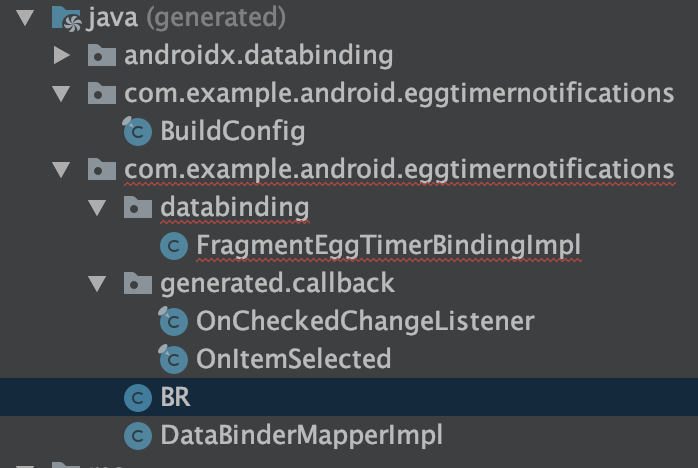 java (generated)
androidx.databinding
com.example.android.eggtimernotifications
BuildConfig
com.example.android.eggtimernotifications
databinding
FragmentEggTimerBindingImpl
generated.callback
OnCheckedChangeListener
OnItemSelected
BR
DataBinderMapperImpl